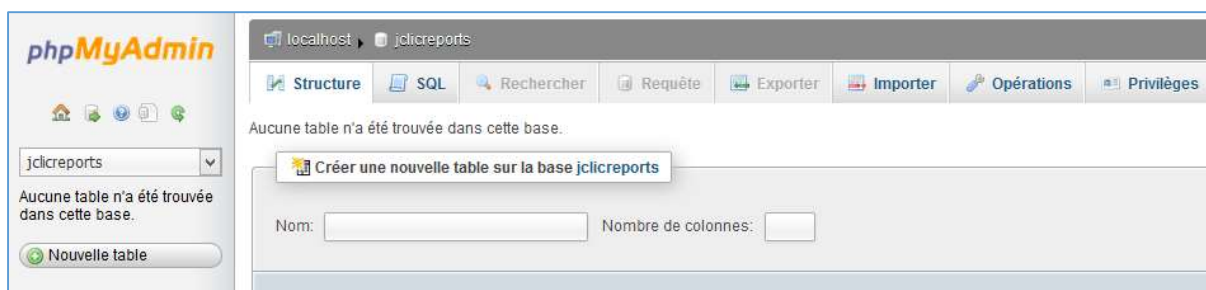 phpMyAdmin
jclicreports
Aucune table n'a été trouvée
dans cette base.
Nouvelle table
localhost jclicreports
Structure SQL Rechercher Requête Exporter Importer Opérations Privilèges
Aucune table n'a été trouvée dans cette base.
Créer une nouvelle table sur la base jclicreports
Nom: Nombre de colonnes: